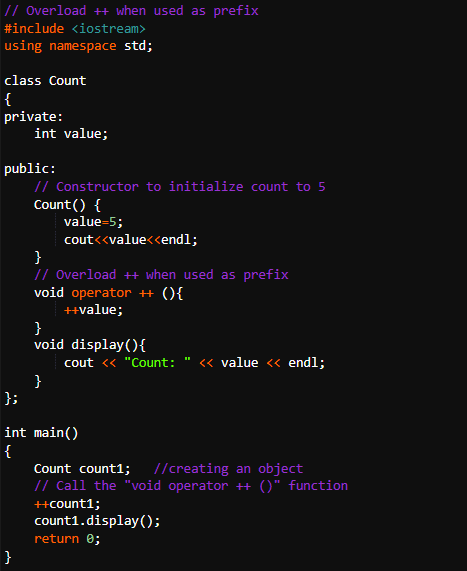 // Overload ++ when used as prefix
#include <iostream>
using namespace std;

class Count
{
private:
    int value;

public:
    // Constructor to initialize count to 5
    Count() {
        value=5;
        cout<<value<<endl;
    }
    // Overload ++ when used as prefix
    void operator ++ (){
        ++value;
    }
    void display(){
        cout << "Count: " << value << endl;
    }
};

int main()
{
    Count count1;   //creating an object
    // Call the "void operator ++ ()" function
    ++count1;
    count1.display();
    return 0;
}